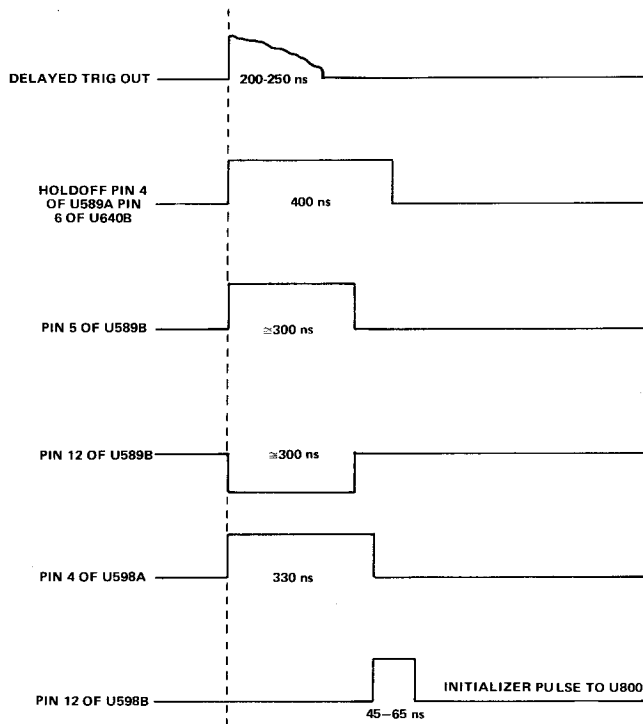 DELAYED TRIG OUT
200-250 ns
HOLDOFF PIN 4
OF U589A PIN
6 OF U640B
400 ns
PIN 5 OF U589B
≅300 ns
PIN 12 OF U589B
≅300 ns
PIN 4 OF U598A
330 ns
PIN 12 OF U598B
INITIALIZER PULSE TO U800
45–65 ns